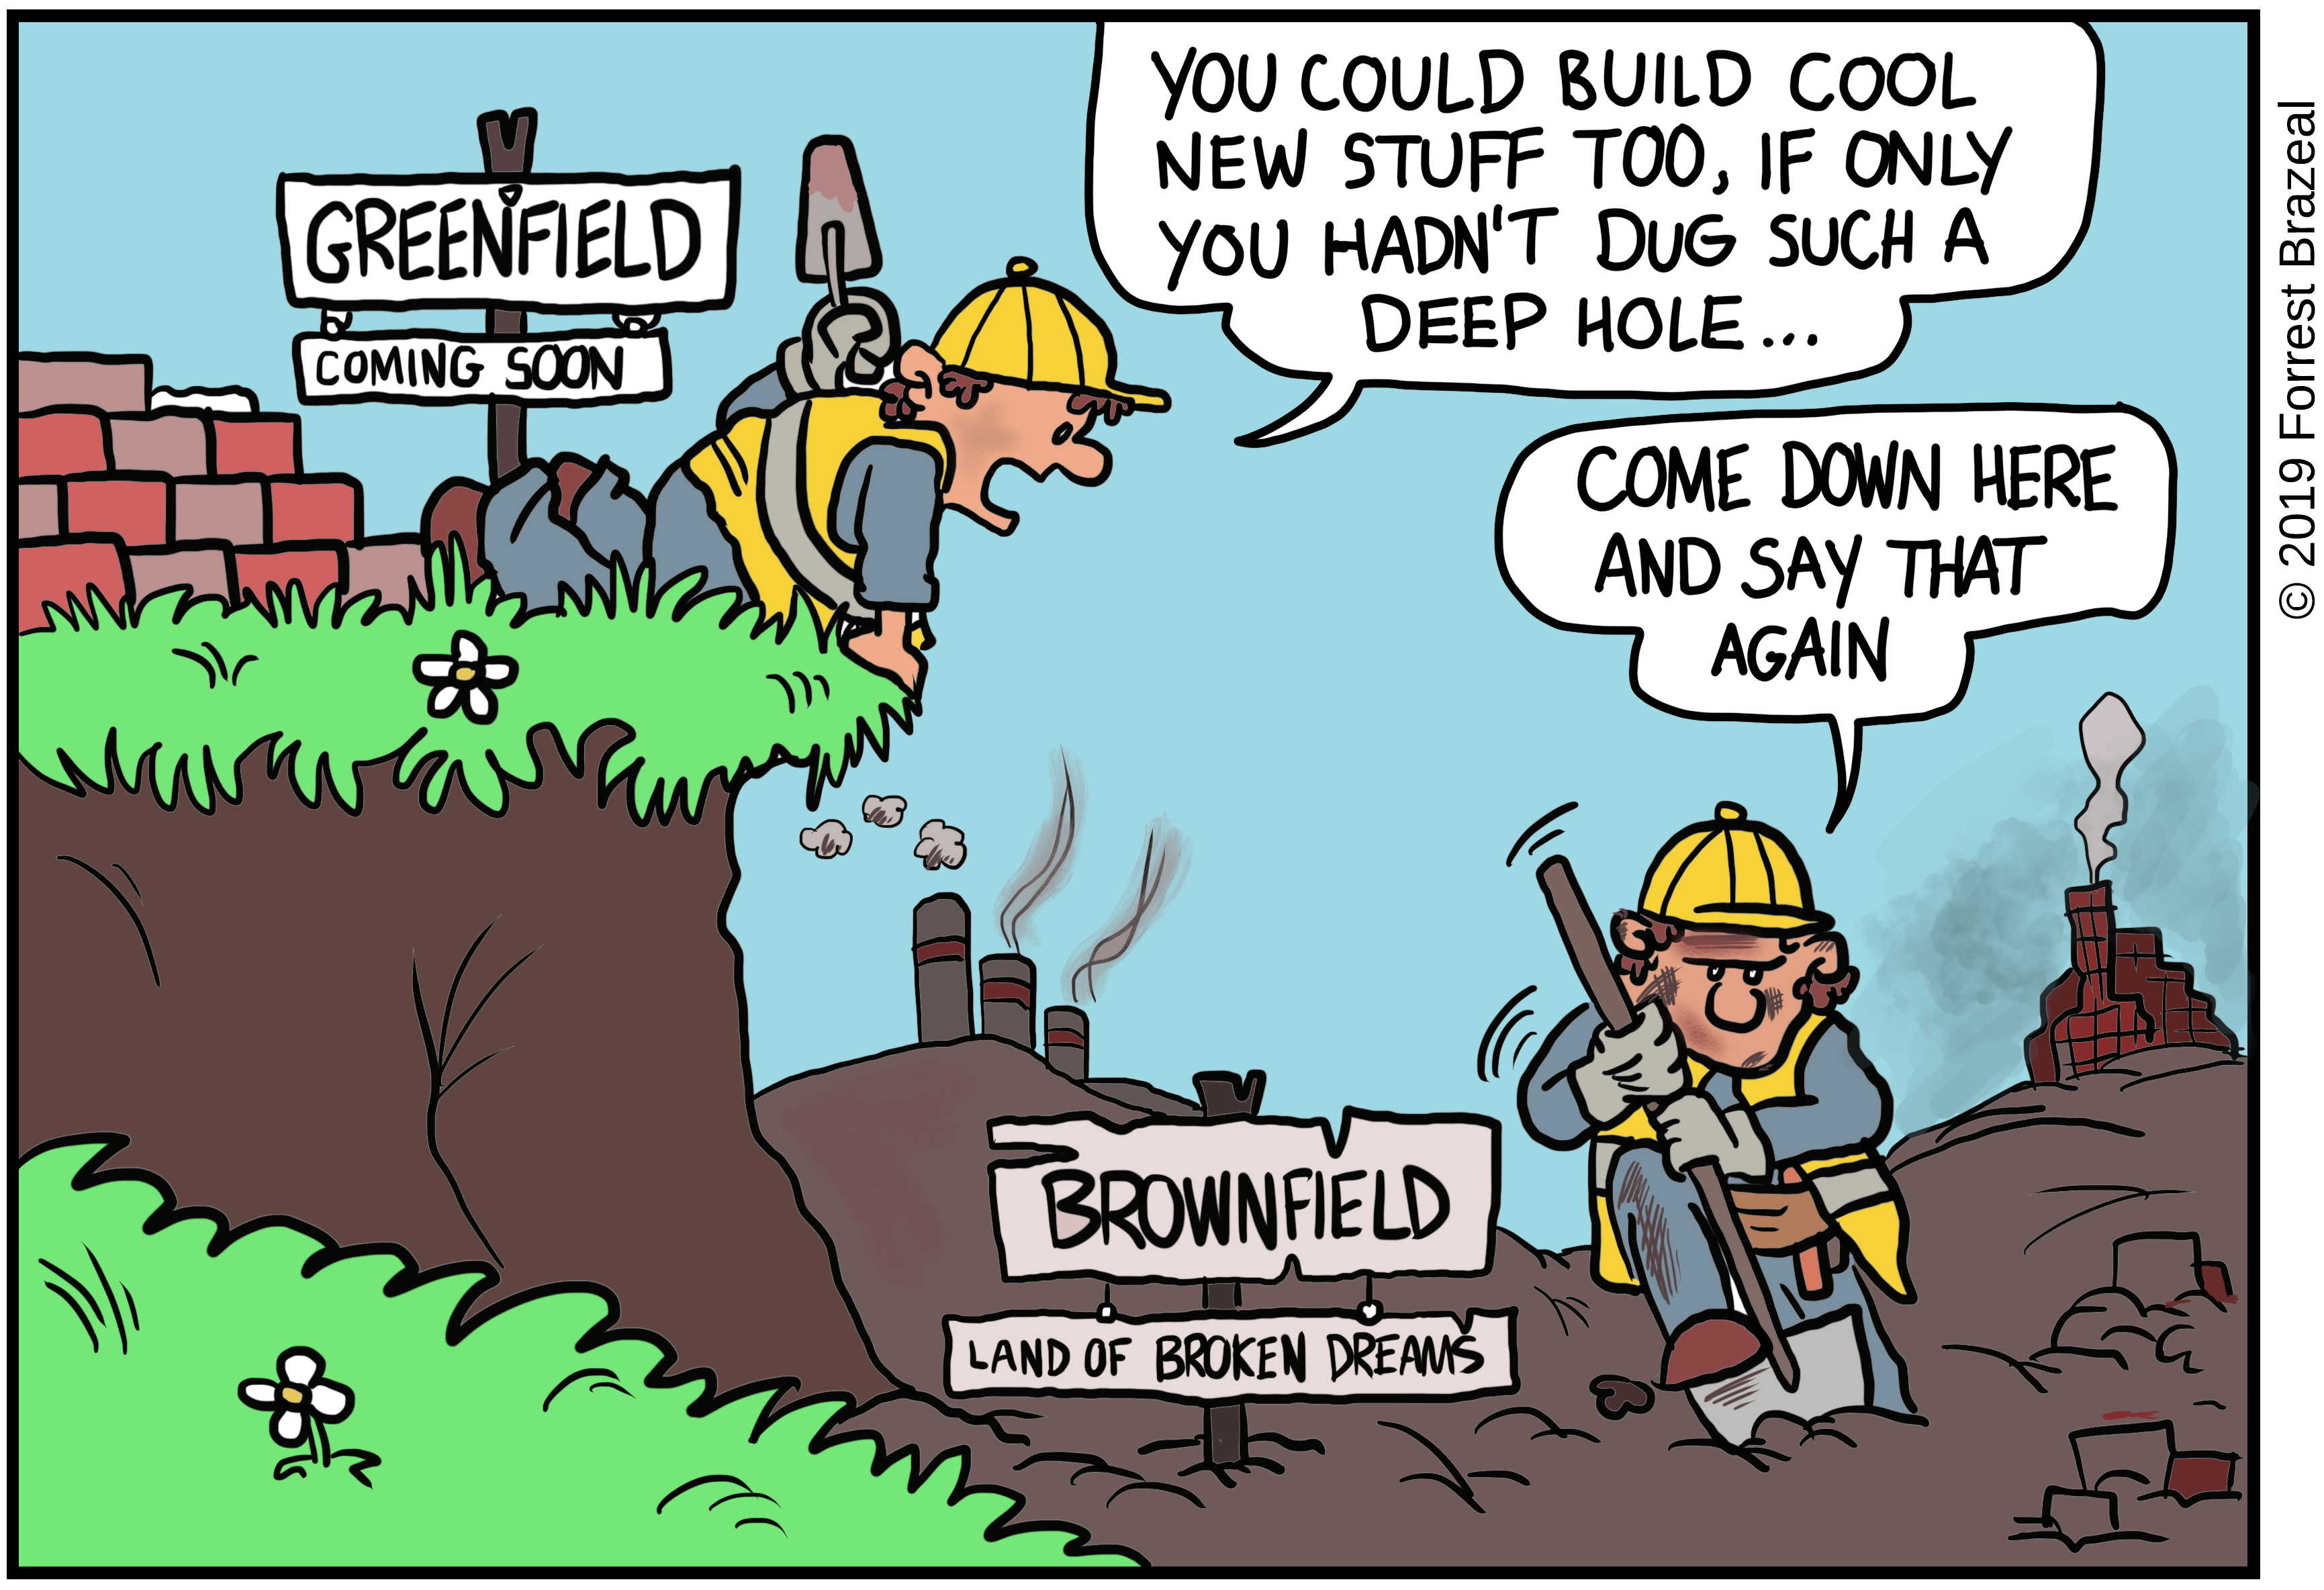 YOU COULD BUILD COOL
NEW STUFF TOO, IF ONLY
YOU HADN'T DUG SUCH A
DEEP HOLE...
GREENFIELD
COMING SOON
COME DOWN HERE
AND SAY THAT
AGAIN
BROWNFIELD
LAND OF BROKEN DREAMS
© 2019 Forrest Brazeal